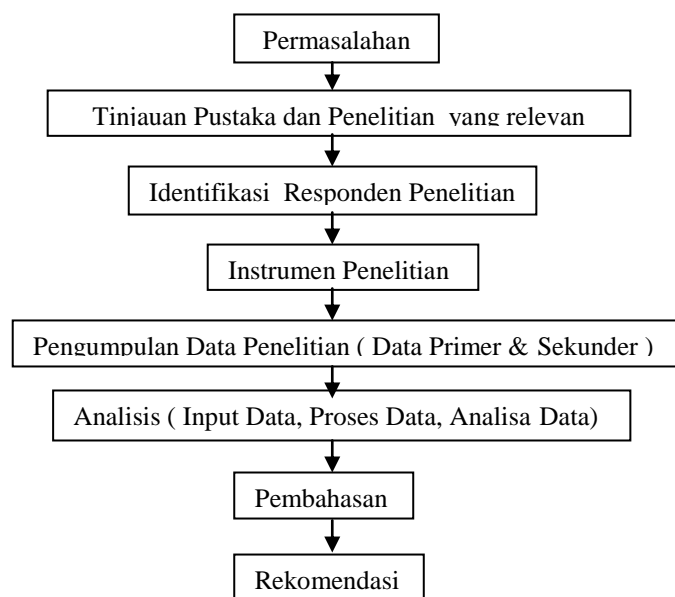 Permasalahan
Tinjauan Pustaka dan Penelitian yang relevan
Identifikasi Responden Penelitian
Instrumen Penelitian
Pengumpulan Data Penelitian ( Data Primer & Sekunder )
Analisis ( Input Data, Proses Data, Analisa Data)
Pembahasan
Rekomendasi